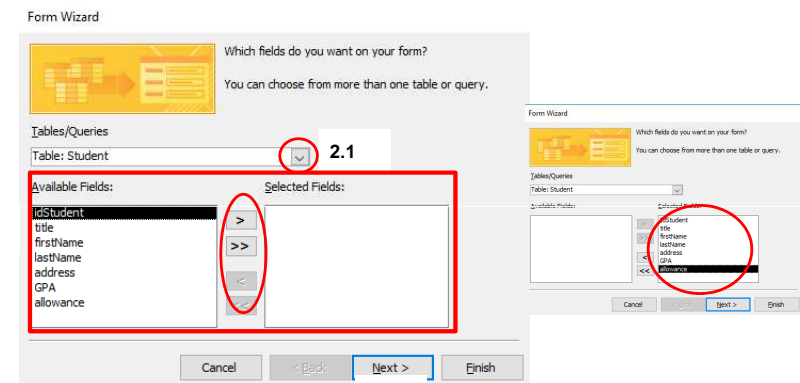 Form Wizard
Which fields do you want on your form?
You can choose from more than one table or query.
Tables/Queries
Table: Student
2.1
Available Fields:
Selected Fields:
idStudent
title
firstName
lastName
address
GPA
allowance
>
>>
<
<<
Cancel
< Back
Next >
Finish
Form Wizard
Which fields do you want on your form?
You can choose from more than one table or query.
Tables/Queries
Table: Student
Available Fields:
Selected Fields:
idStudent
title
firstName
lastName
address
GPA
allowance
>
>>
<
<<
Cancel
< Back
Next >
Finish